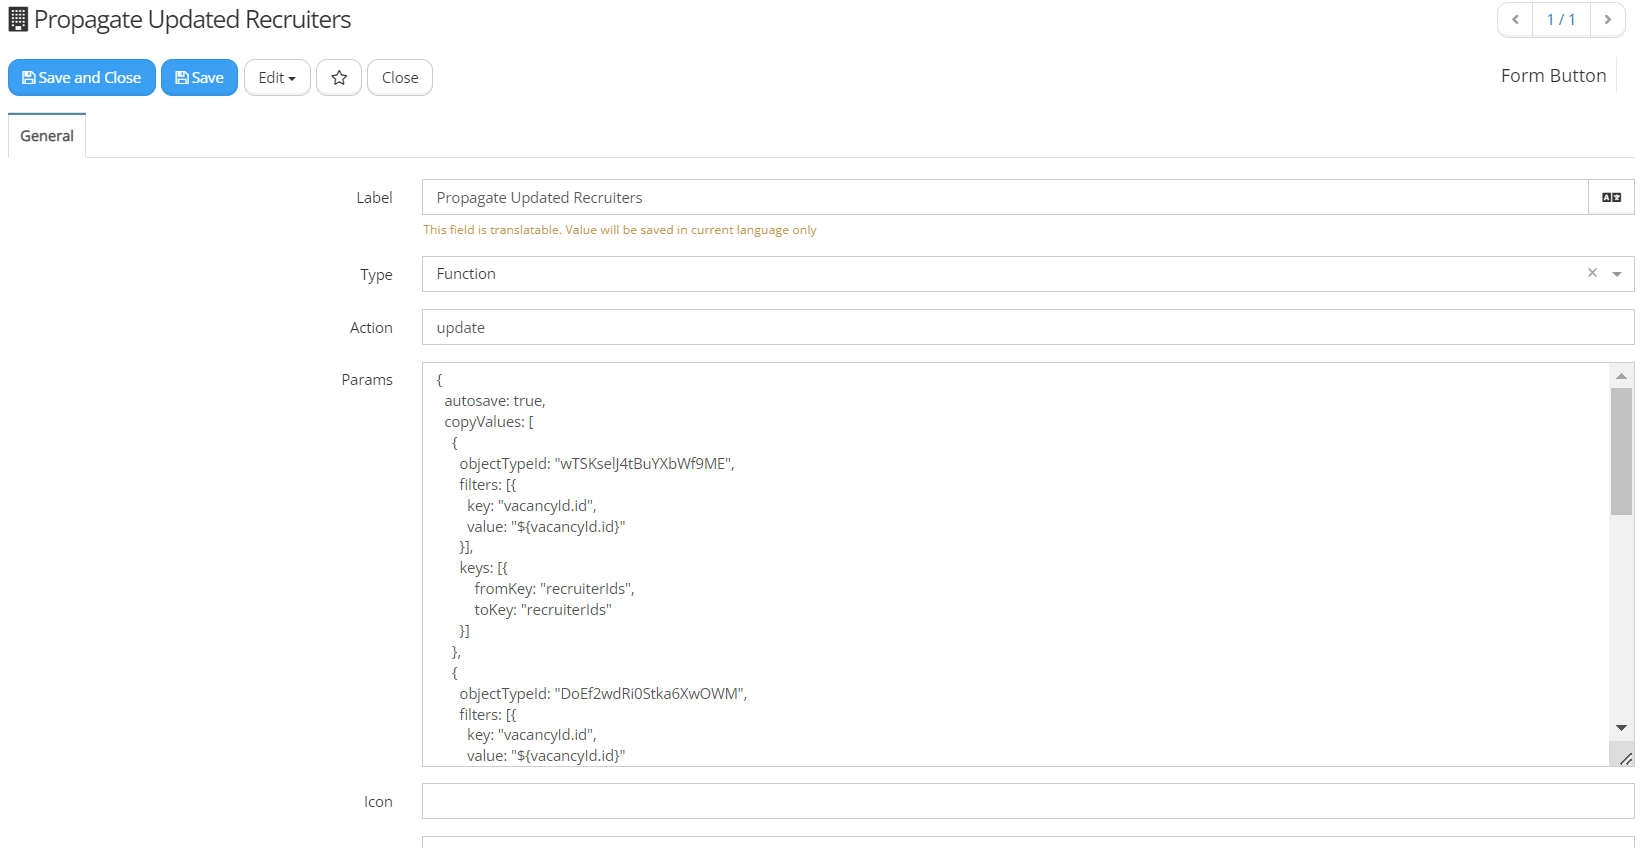 Propagate Updated Recruiters
1 / 1
Save and Close
Save
Edit
Close
Form Button
General
Label
Propagate Updated Recruiters
This field is translatable. Value will be saved in current language only
Type
Function
Action
update
Params
{
autosave: true,
copyValues: [
{
objectTypeId: "wTSKselJ4tBuYXbWf9ME",
filters: [{
key: "vacancyId.id",
value: "${vacancyId.id}"
}],
keys: [{
fromKey: "recruiterIds",
toKey: "recruiterIds"
}]
},
{
objectTypeId: "DoEf2wdRi0Stka6XwOWM",
filters: [{
key: "vacancyId.id",
value: "${vacancyId.id}"
Icon